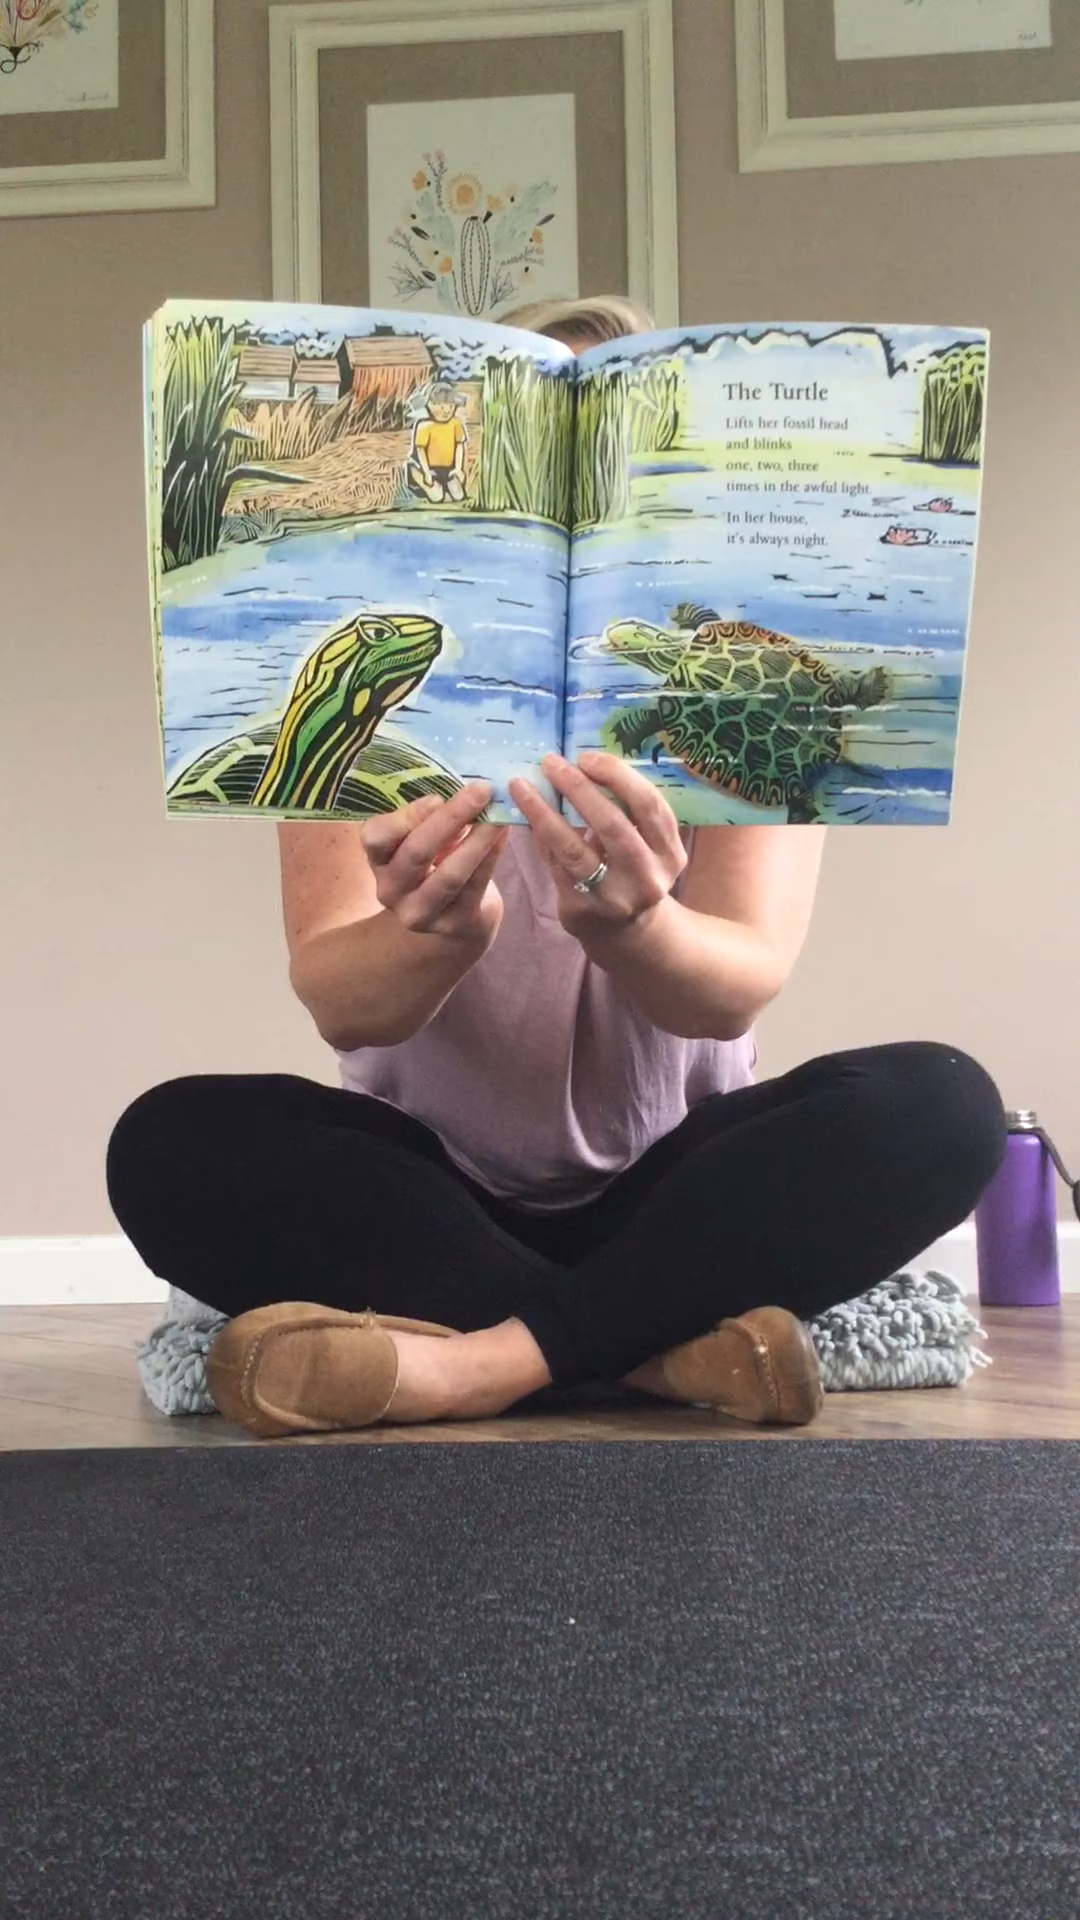 The Turtle
Lifts her fossil head
and blinks
one, two, three
times in the awful light.
In her house,
it's always night.